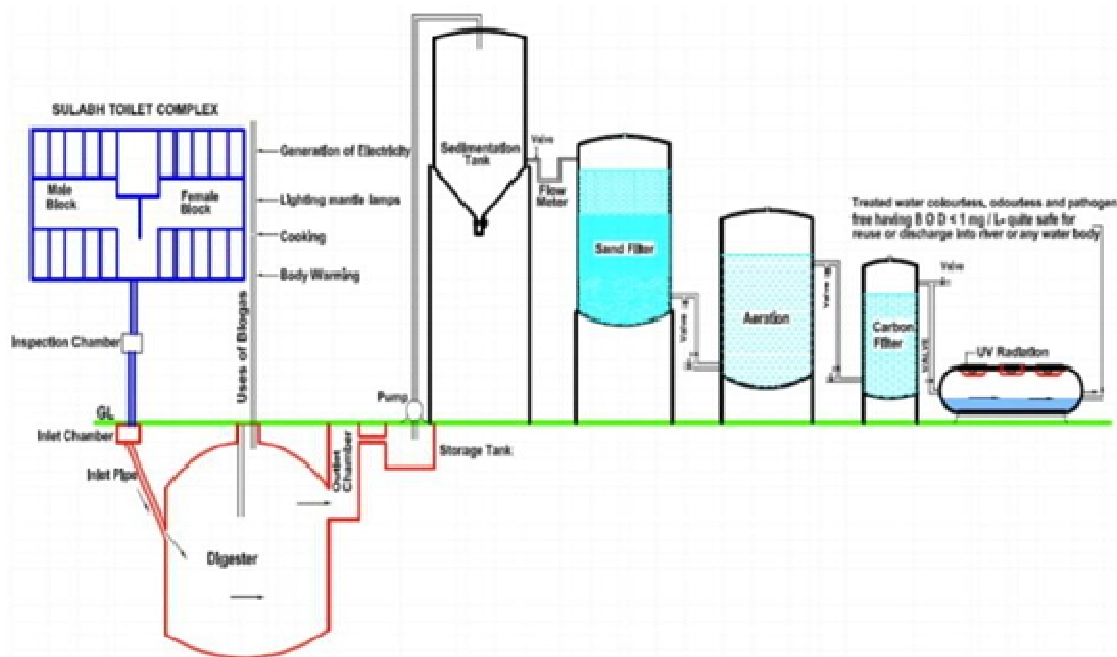 SULABH TOILET COMPLEX
Male
Block
Female
Block
Generation of Electricity
Lighting mantle lamps
Cooking
Body Warming
Uses of Biogas
Inspection Chamber
GL
Inlet Chamber
Inlet Pipe
Digester
Outlet
Chamber
Pump
Storage Tank
Sedimentation
Tank
Valve
Flow
Meter
Sand Filter
Valve
Aeration
Valve
Treated water colourless, odourless and pathogen
free having B O D < 1 mg / L quite safe for
reuse or discharge into river or any water body
Valve
Carbon
Filter
VALVE
UV Radiation